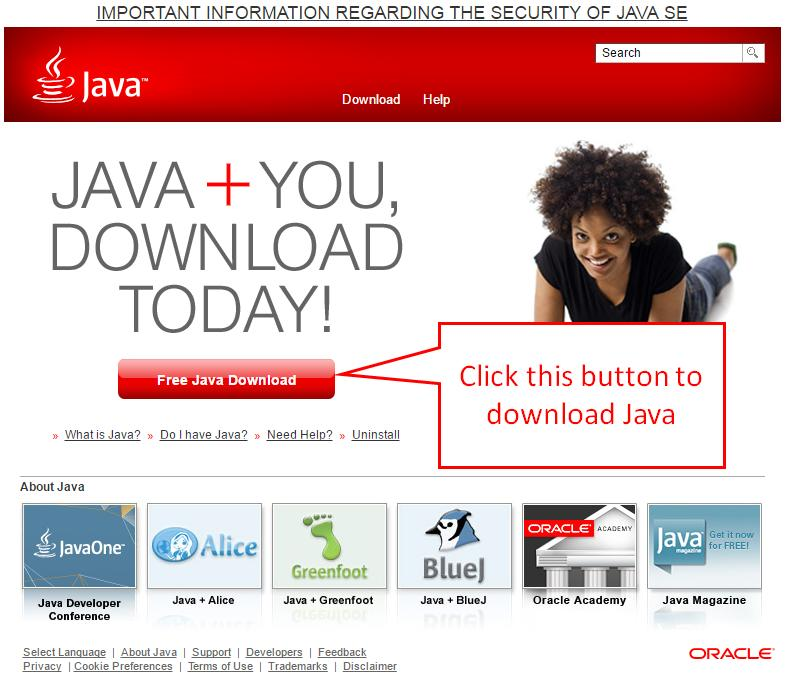 IMPORTANT INFORMATION REGARDING THE SECURITY OF JAVA SE
Java™
Search
Download Help
JAVA + YOU,
DOWNLOAD
TODAY!
Free Java Download
Click this button to
download Java
» What is Java? » Do I have Java? » Need Help? » Uninstall
About Java
JavaOne™
Alice
Greenfoot
BlueJ
ORACLE ACADEMY
Java magazine
Get it now
for FREE!
Java Developer
Conference
Java + Alice
Java + Greenfoot
Java + BlueJ
Oracle Academy
Java Magazine
Select Language | About Java | Support | Developers | Feedback
Privacy | Cookie Preferences | Terms of Use | Trademarks | Disclaimer
ORACLE